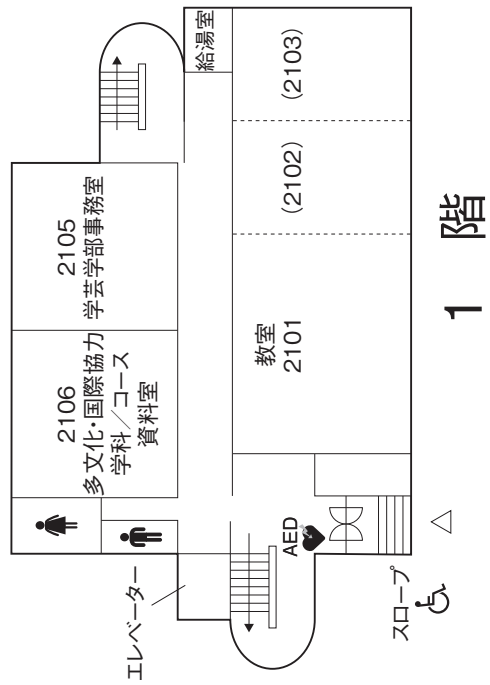 給湯室
(2103)
(2102)
教室
2101
2105
学芸学部事務室
2106
多文化・国際協力
学科／コース
資料室
AED
エレベーター
スロープ
1 階